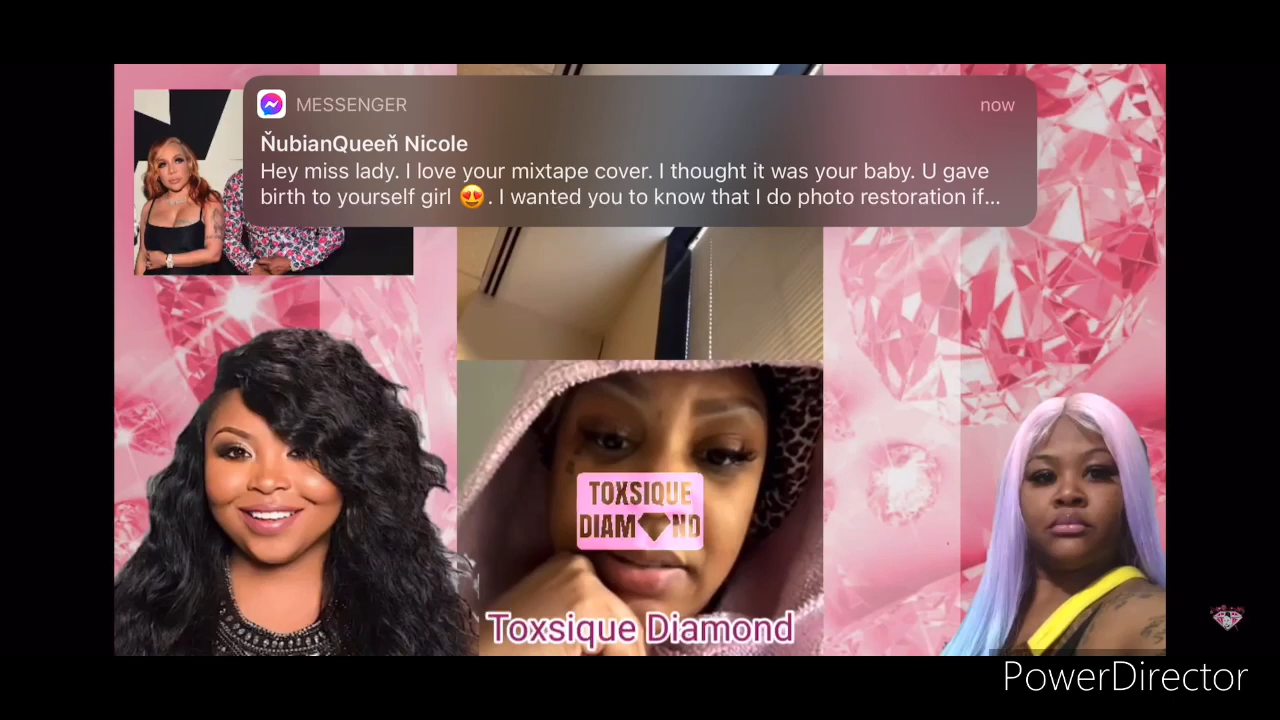 MESSENGER
now
ŇubianQueeň Nicole
Hey miss lady. I love your mixtape cover. I thought it was your baby. U gave
birth to yourself girl 😍. I wanted you to know that I do photo restoration if...
TOXSIQUE
DIAM ND
Toxsique Diamond
PowerDirector